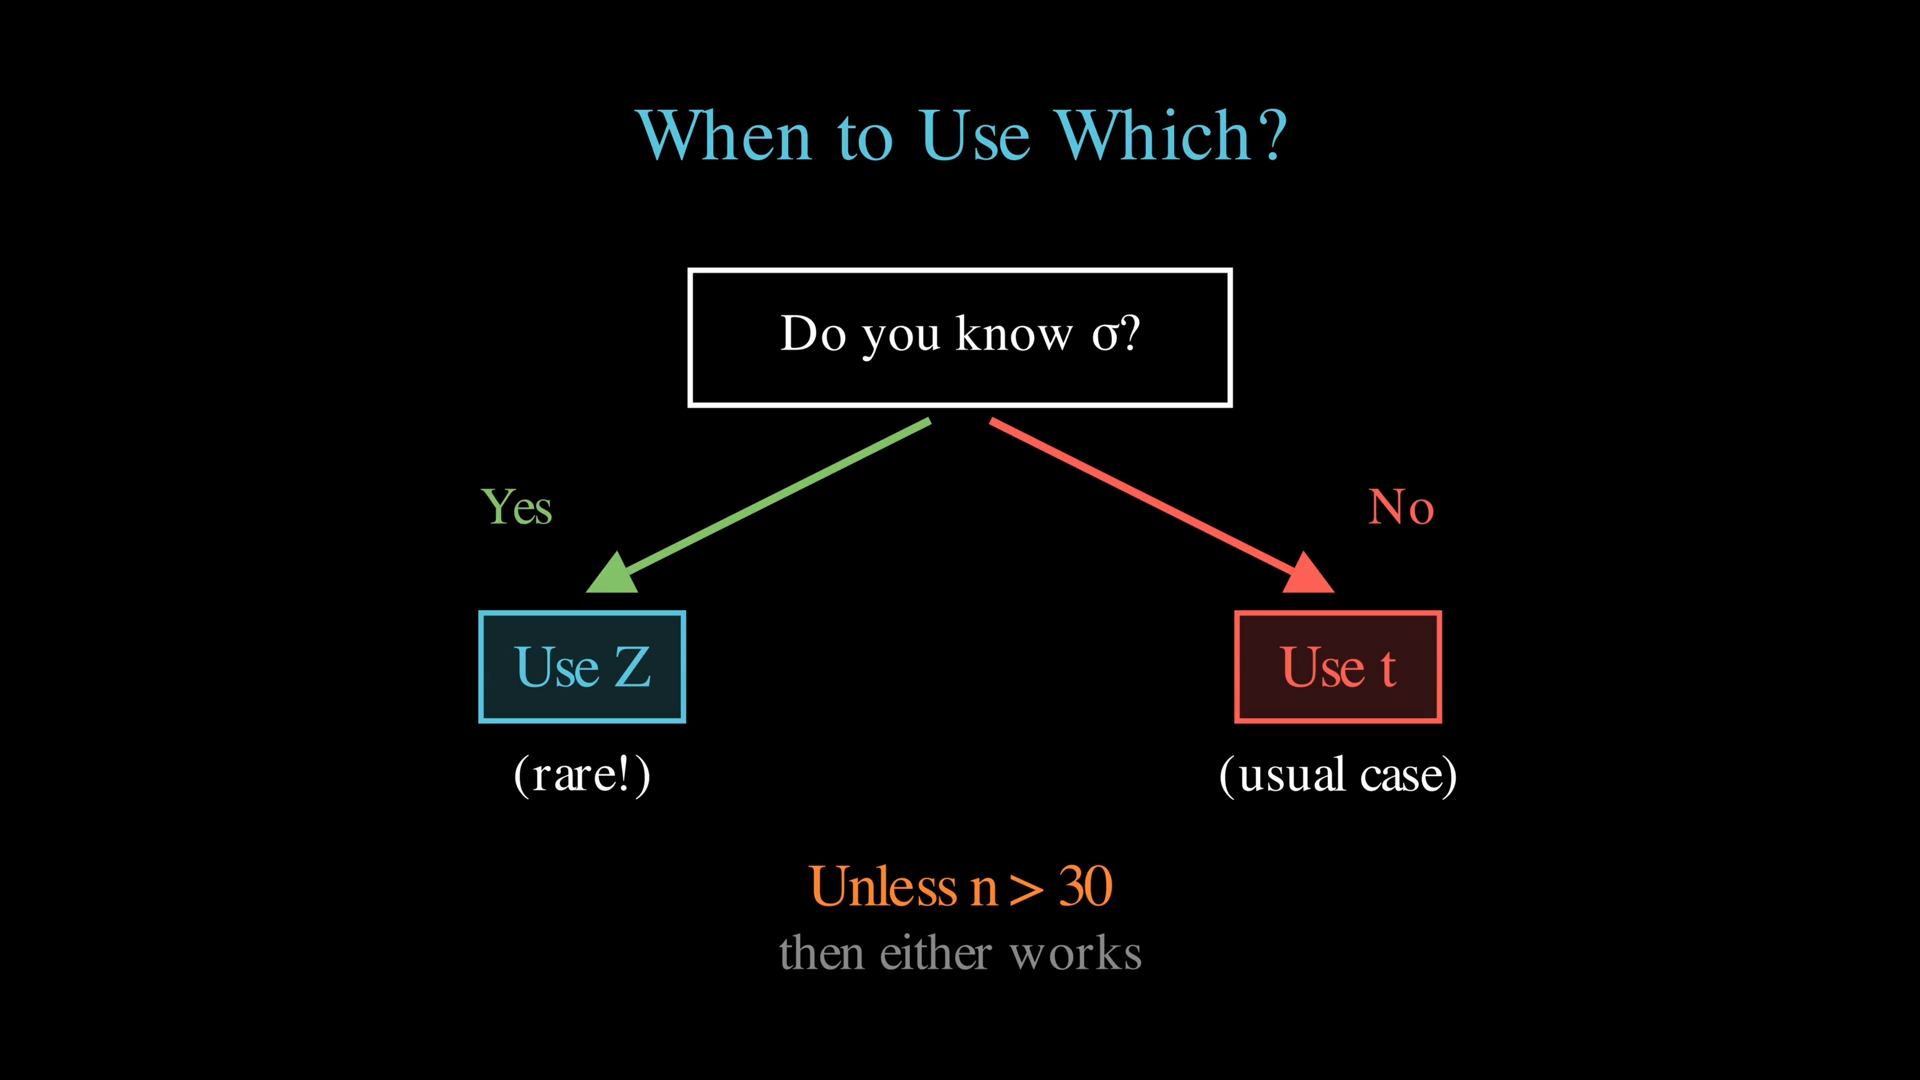 When to Use Which?
Do you know σ?
Yes
No
Use Z
Use t
(rare!)
(usual case)
Unless n > 30
then either works